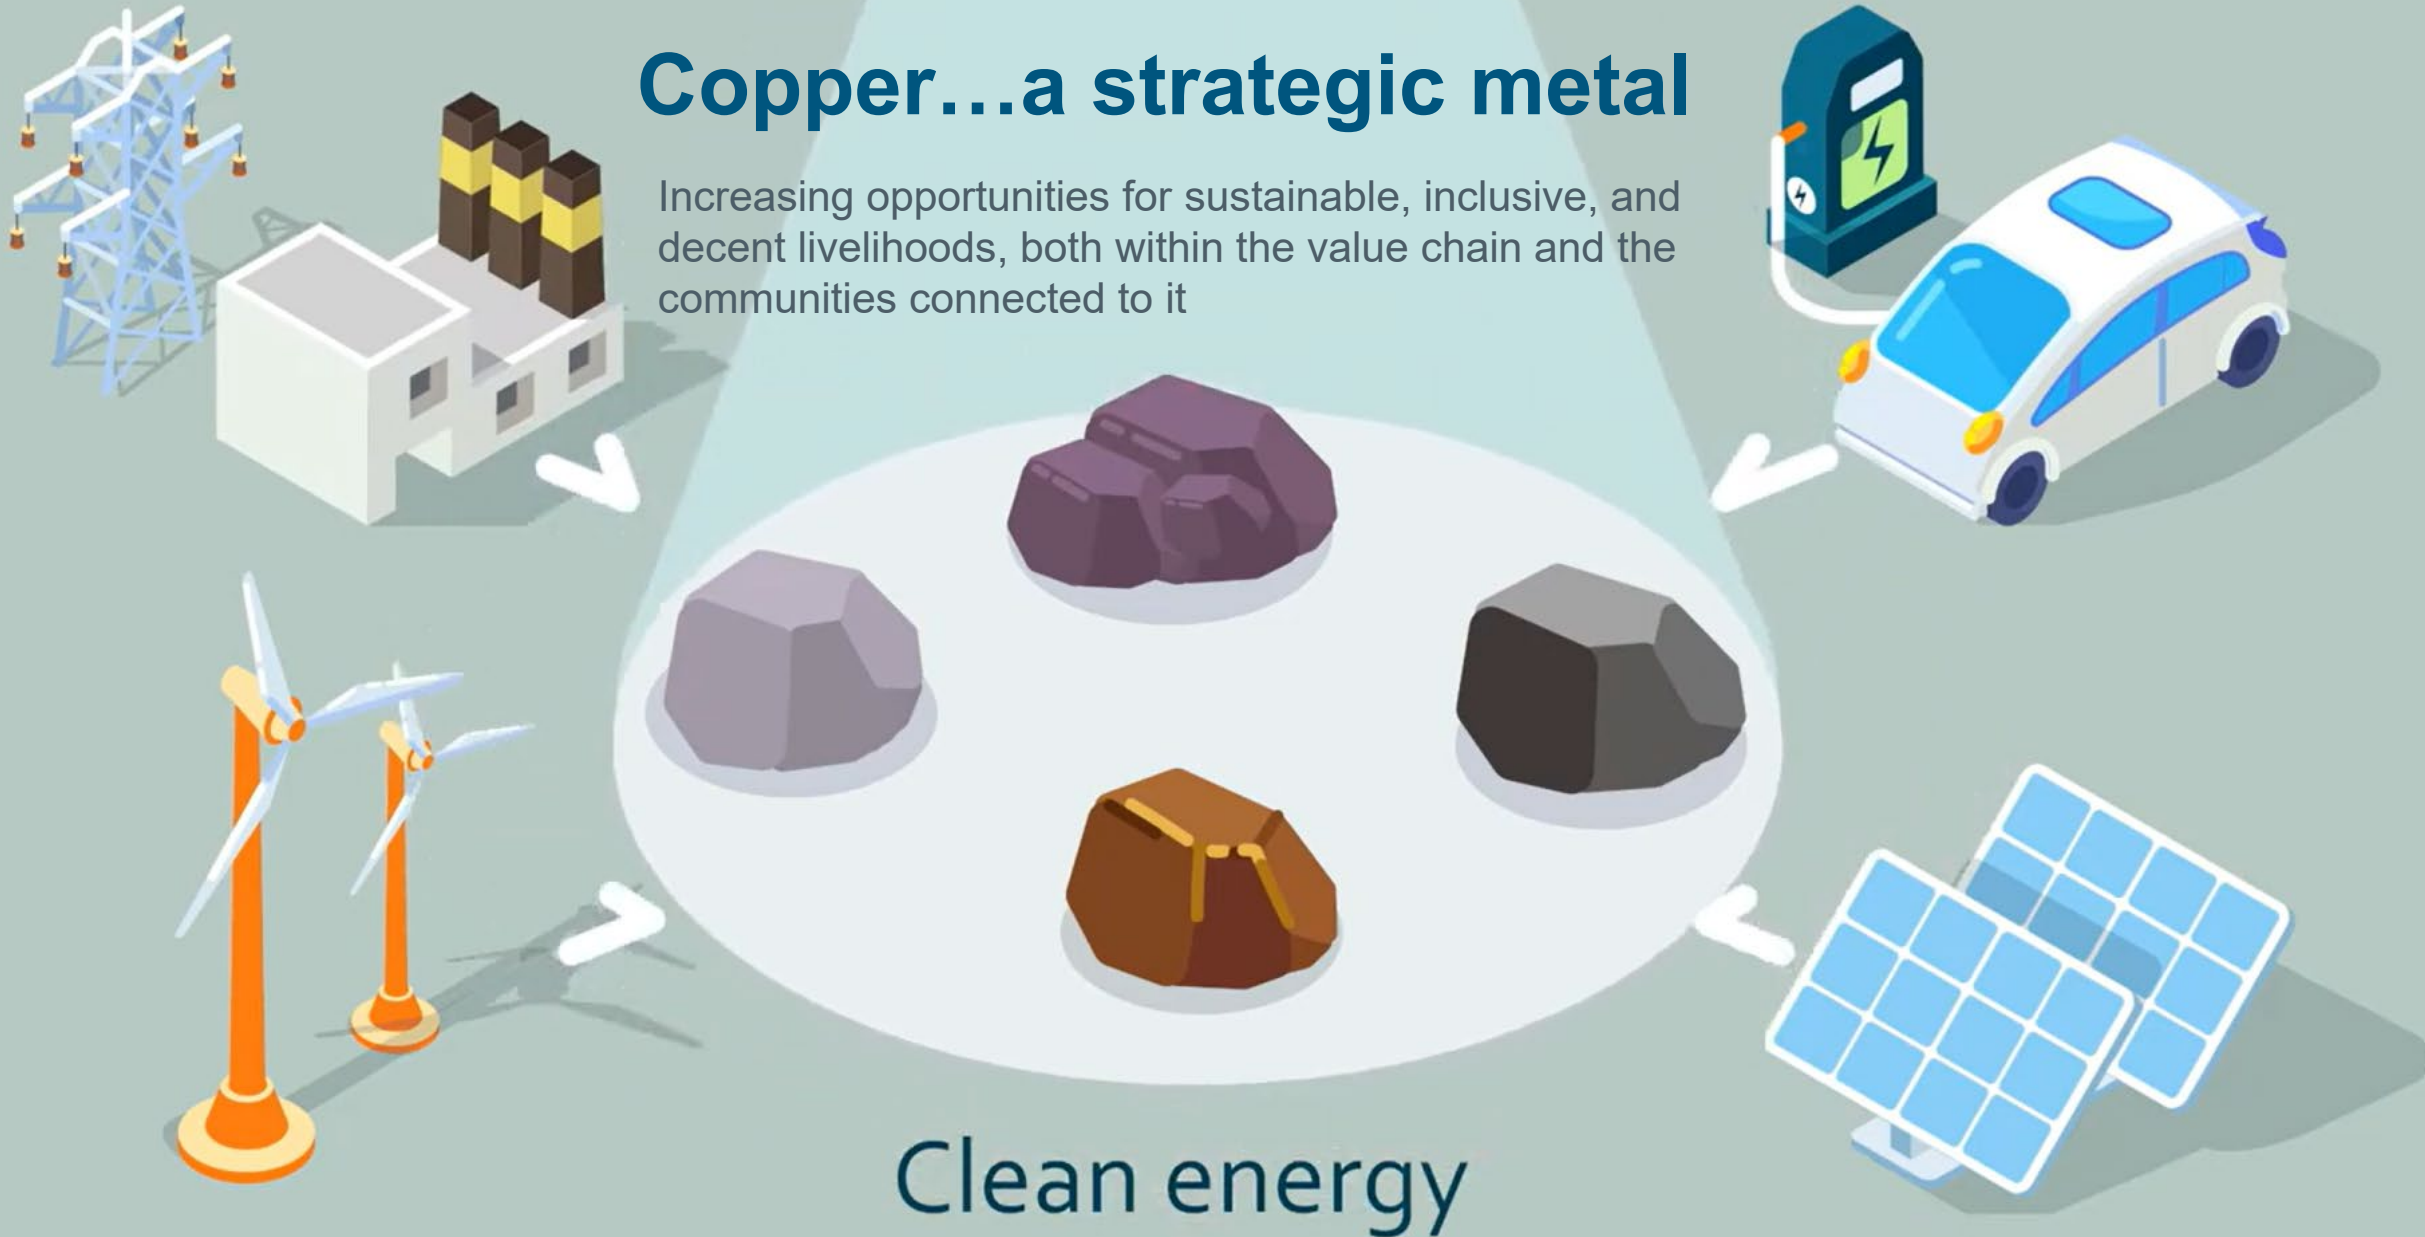 Copper…a strategic metal
Increasing opportunities for sustainable, inclusive, and
decent livelihoods, both within the value chain and the
communities connected to it
Clean energy